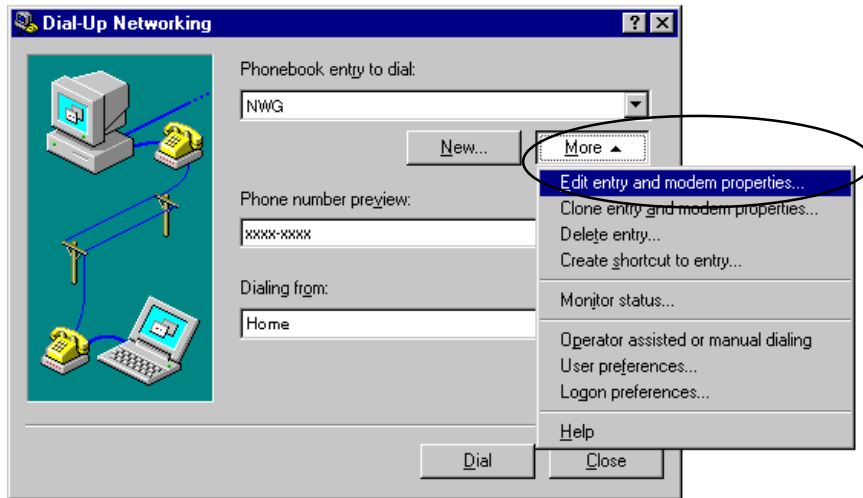 Dial-Up Networking
Phonebook entry to dial:
NWG
New...
More
Edit entry and modem properties...
Clone entry and modem properties...
Delete entry...
Create shortcut to entry...
Monitor status...
Operator assisted or manual dialing
User preferences...
Logon preferences...
Help
Phone number preview:
xxxx-xxxx
Dialing from:
Home
Dial
Close